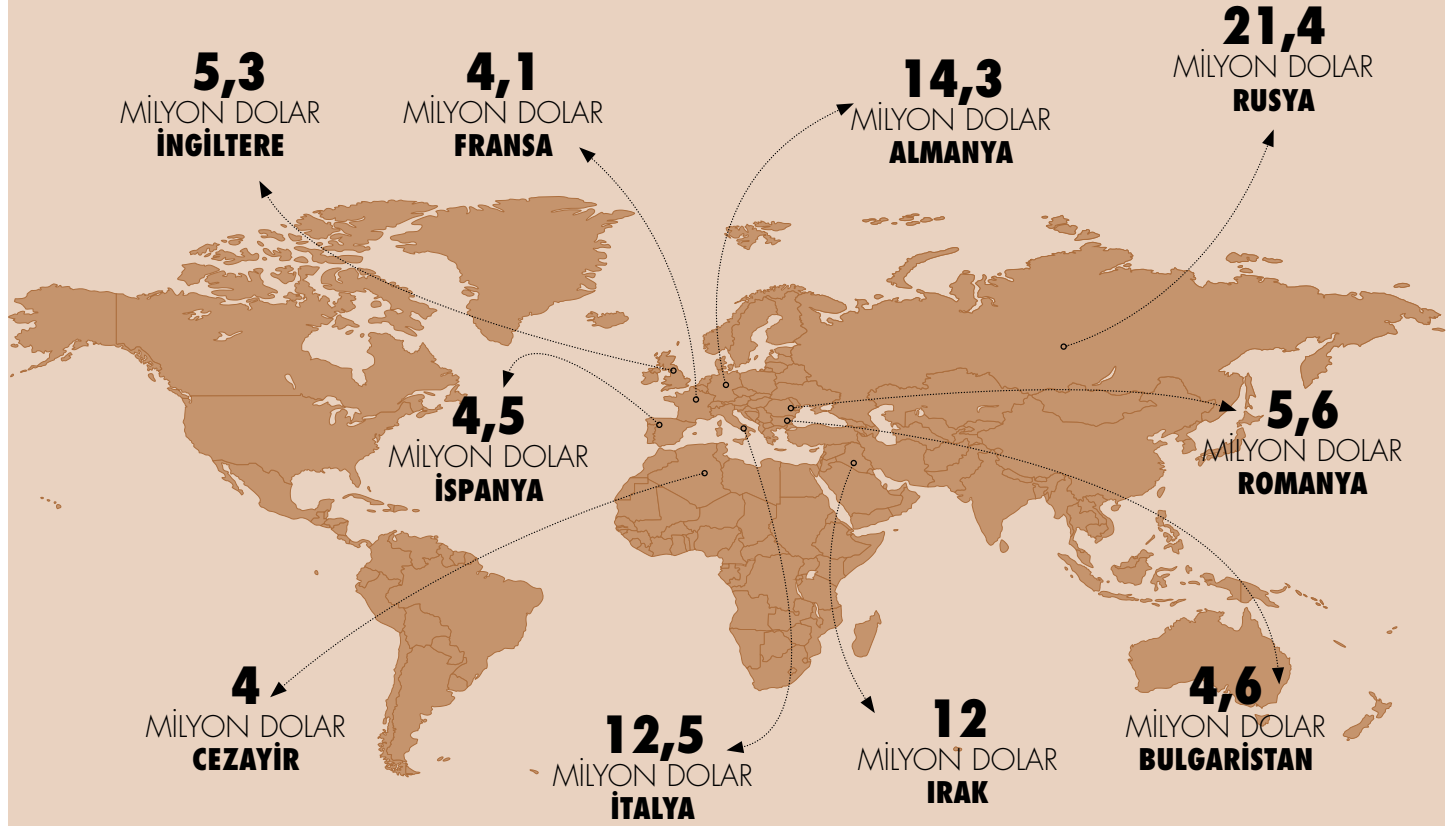 5,3
MİLYON DOLAR
İNGİLTERE
4,1
MİLYON DOLAR
FRANSA
14,3
MİLYON DOLAR
ALMANYA
21,4
MİLYON DOLAR
RUSYA
4,5
MİLYON DOLAR
İSPANYA
5,6
MİLYON DOLAR
ROMANYA
4
MİLYON DOLAR
CEZAYİR
12,5
MİLYON DOLAR
İTALYA
12
MİLYON DOLAR
IRAK
4,6
MİLYON DOLAR
BULGARİSTAN